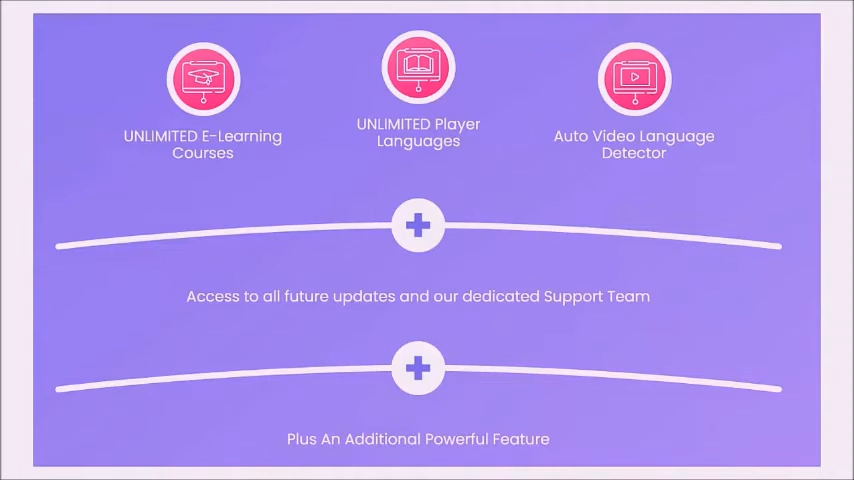 UNLIMITED E-Learning
Courses
UNLIMITED Player
Languages
Auto Video Language
Detector
Access to all future updates and our dedicated Support Team
Plus An Additional Powerful Feature